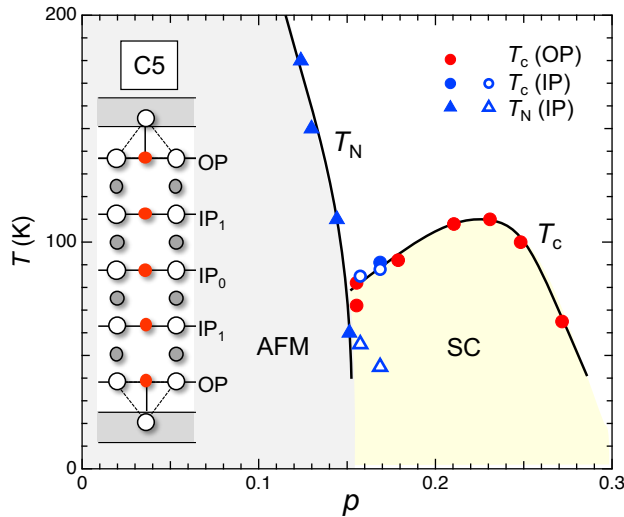 200
C5
T_c (OP)
T_c (IP)
T_N (IP)
T_N
OP
IP_1
100
T_c
T (K)
IP_0
IP_1
AFM
SC
OP
0
0
0.1
0.2
0.3
p